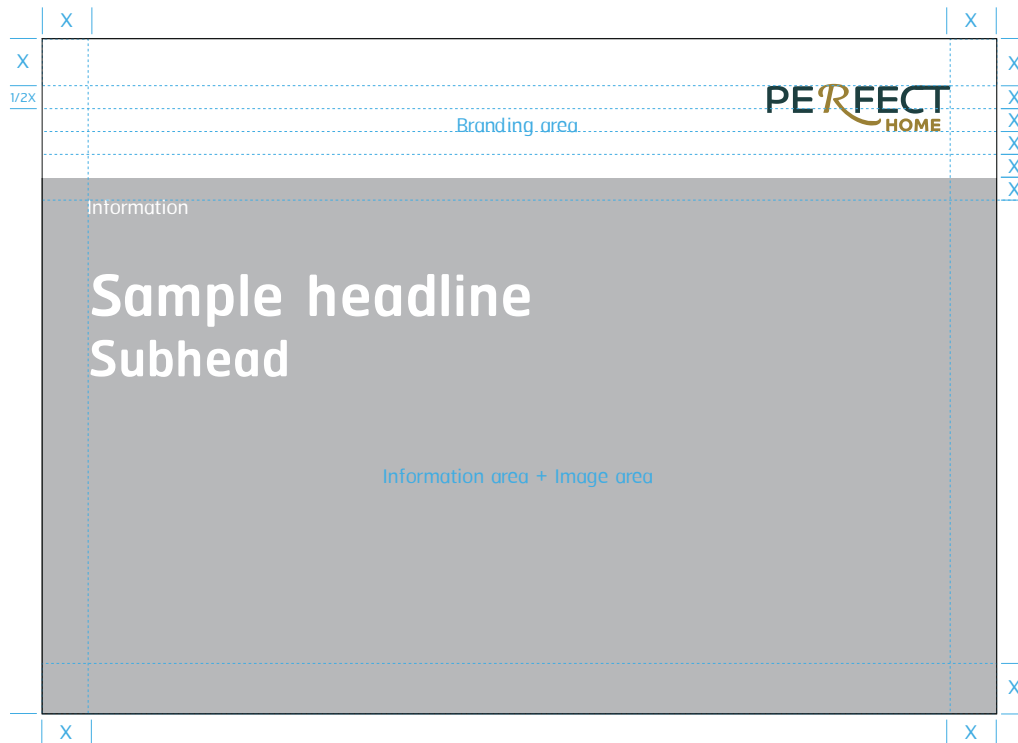 X X
X X
1/2X X
PERFECT
HOME
Branding area X
X
X
Information X
Sample headline
Subhead
Information area + Image area
X
X X